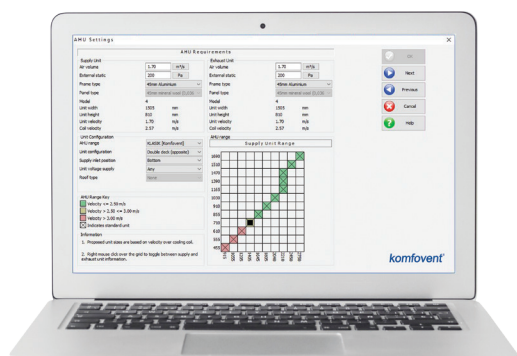 AHU Settings
AHU Requirements
Supply Unit
Air volume 1.70 m³/s
External static 200 Pa
Frame type 45mm Aluminium
Panel type
Model 4
Unit width 1505 mm
Unit height 810 mm
Unit velocity 1.70 m/s
Coil velocity 2.57 m/s
Exhaust Unit
Air volume 1.70 m³/s
External static 200 Pa
Frame type 45mm Aluminium
Panel type
Model 4
Unit width 1505 mm
Unit height 810 mm
Unit velocity 1.70 m/s
Coil velocity 2.57 m/s
OK
Next
Previous
Cancel
Help
Unit Configuration
AHU range KLASIK [Komfovent]
Unit configuration Double deck [opposite]
Supply inlet position Bottom
Unit voltage supply Any
Roof type None
AHU Range Key
Velocity <= 2.50 m/s
Velocity > 2.50 <= 3.00 m/s
Velocity > 3.00 m/s
Indicates standard unit
Information
1. Proposed unit sizes are based on velocity over cooling coil.
2. Right mouse click over the grid to toggle between supply and
exhaust unit information.
AHU range
Supply Unit Range
komfovent